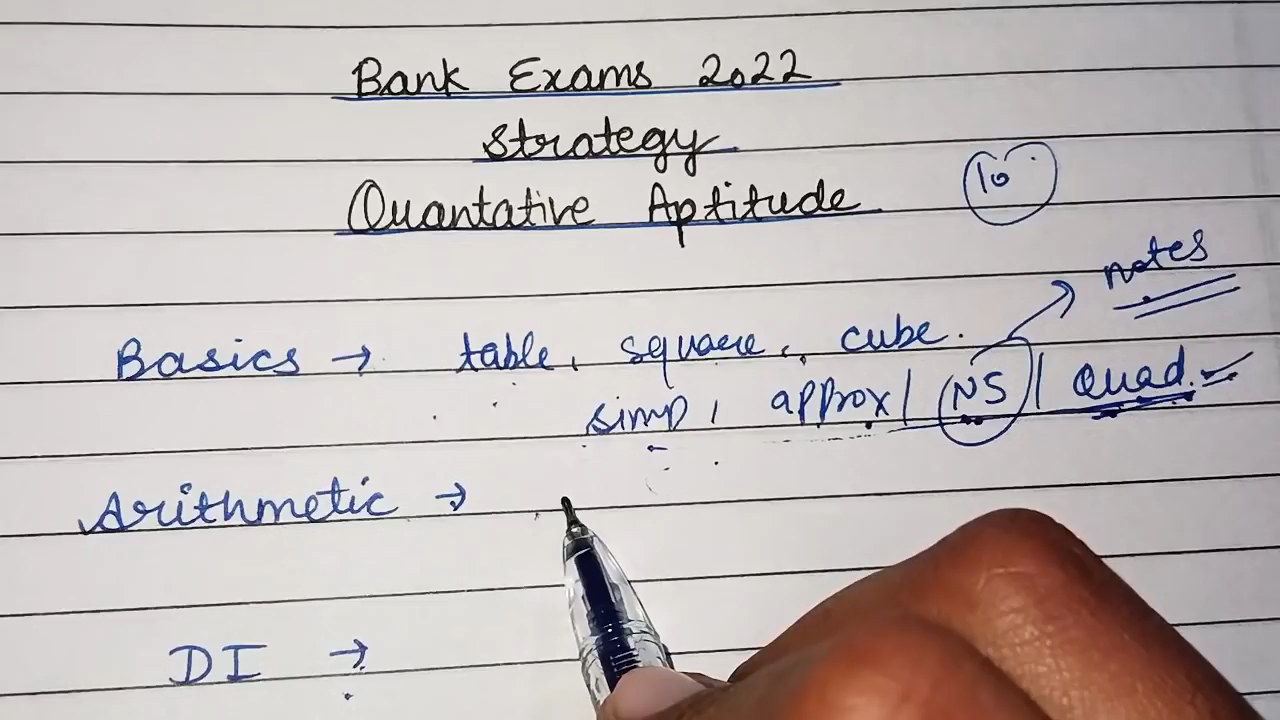 Bank Exams 2022
Strategy
Quantative Aptitude
10
notes
Basics → table, square, cube.
simp, approx / NS / Quad.
Arithmetic →
DI →